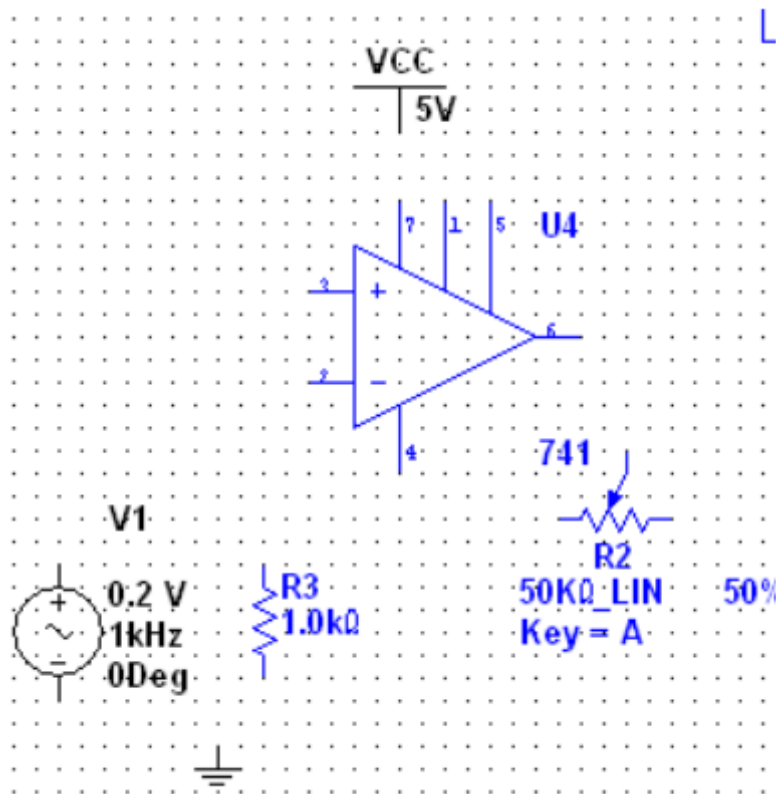 VCC
5V
7 1 5 U4
3 +
6
2 −
4 741
V1
R2
0.2 V R3 50KΩ_LIN 50%
1kHz 1.0kΩ Key = A
0Deg